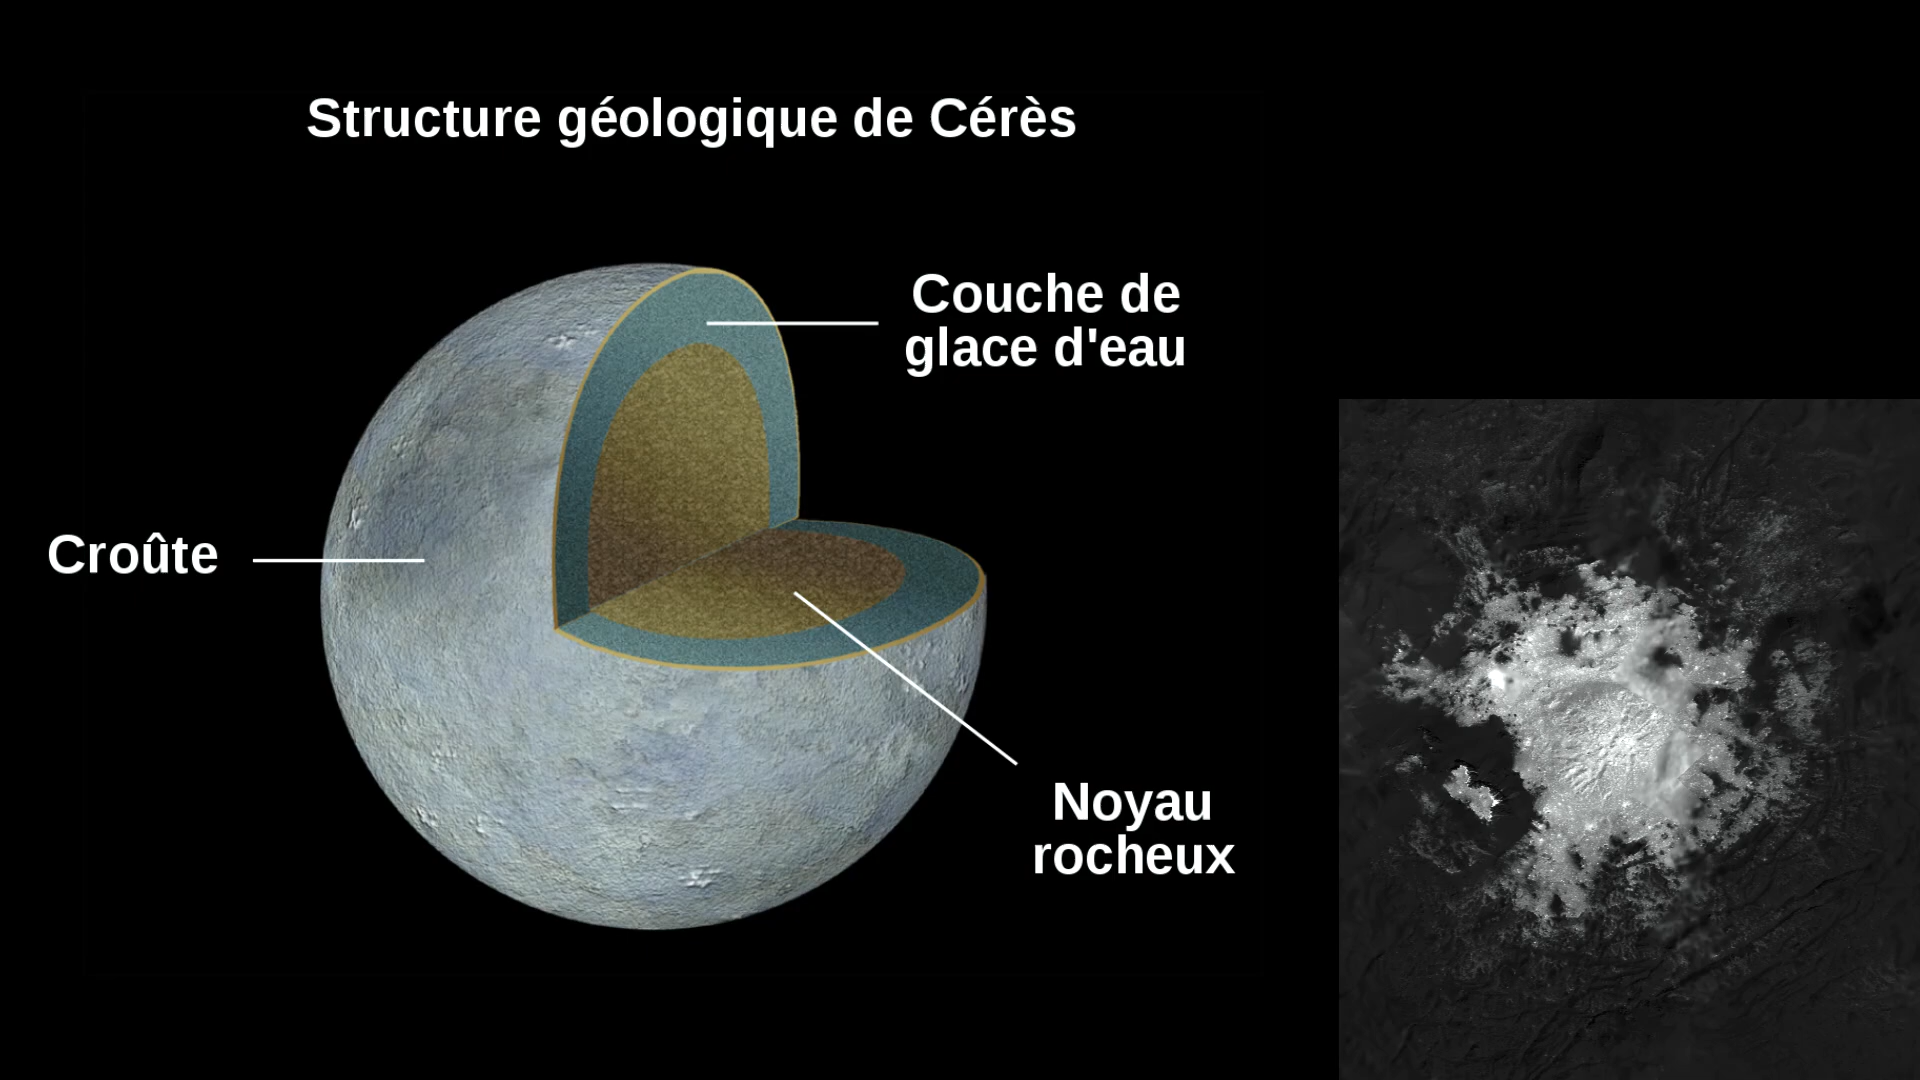 Structure géologique de Cérès
Couche de
glace d'eau
Croûte
Noyau
rocheux